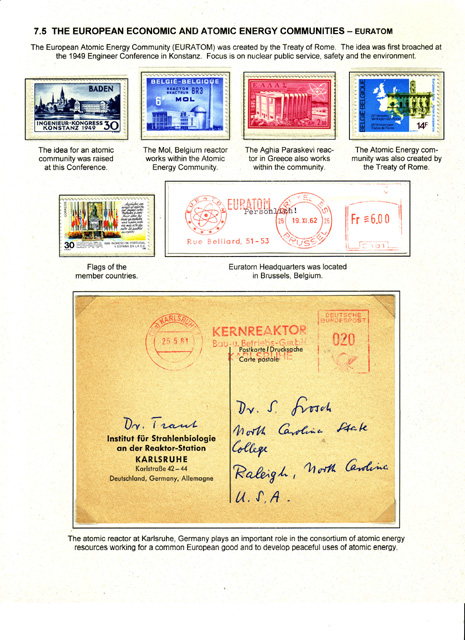 7.5 THE EUROPEAN ECONOMIC AND ATOMIC ENERGY COMMUNITIES – EURATOM
The European Atomic Energy Community (EURATOM) was created by the Treaty of Rome. The idea was first broached at
the 1949 Engineer Conference in Konstanz. Focus is on nuclear public service, safety and the environment.
BADEN
INGENIEUR-KONGRESS
KONSTANZ 1949 30
BELGIË-BELGIQUE
REACTOR
REACTEUR BR3
6F MOL
ΕΛΛΑΣ
BELGIE BELGIQUE
14F
The idea for an atomic
community was raised
at this Conference.
The Mol, Belgium reactor
works within the Atomic
Energy Community.
The Aghia Paraskevi reac-
tor in Greece also works
within the community.
The Atomic Energy com-
munity was also created by
the Treaty of Rome.
30
EURATOM
EURATOM
Persönlich!
Rue Belliard, 51-53
19.XI.62
BRUSSEL
Fr 6,00
Flags of the
member countries.
Euratom Headquarters was located
in Brussels, Belgium.
KARLSRUHE
KERNREAKTOR
Bau-u. Betriebs-GmbH
KARLSRUHE
DEUTSCHE
BUNDESPOST
020
Postkarte/Drucksache
Carte postale
Dr. Traut
Institut für Strahlenbiologie
an der Reaktor-Station
KARLSRUHE
Karlstraße 42–44
Deutschland, Germany, Allemagne
Dr. S. Grosch
North Carolina State
College
Raleigh, North Carolina
U.S.A.
The atomic reactor at Karlsruhe, Germany plays an important role in the consortium of atomic energy
resources working for a common European good and to develop peaceful uses of atomic energy.